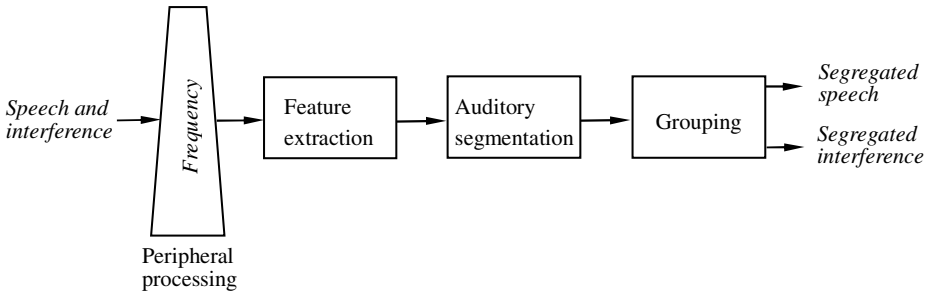 Speech and
interference
Frequency
Peripheral
processing
Feature
extraction
Auditory
segmentation
Grouping
Segregated
speech
Segregated
interference